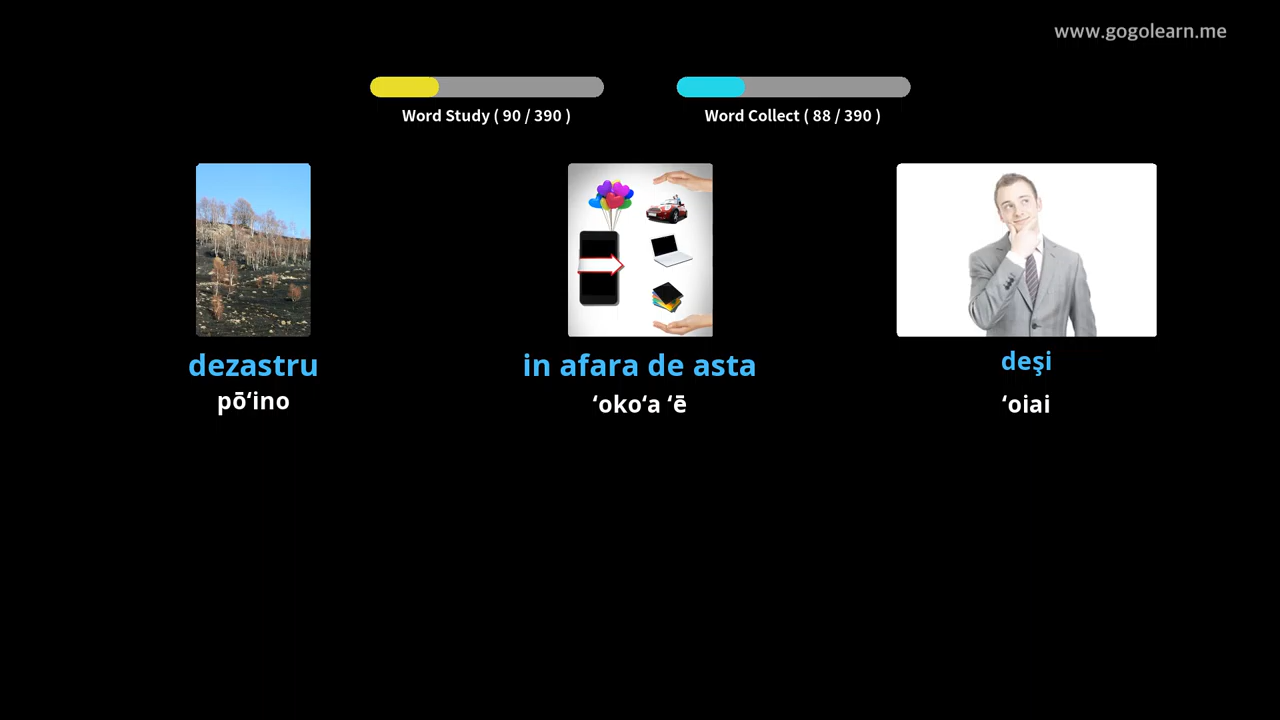 www.gogolearn.me
Word Study ( 90 / 390 )
Word Collect ( 88 / 390 )
dezastru
pōʻino
in afara de asta
ʻokoʻa ʻē
deşi
ʻoiai